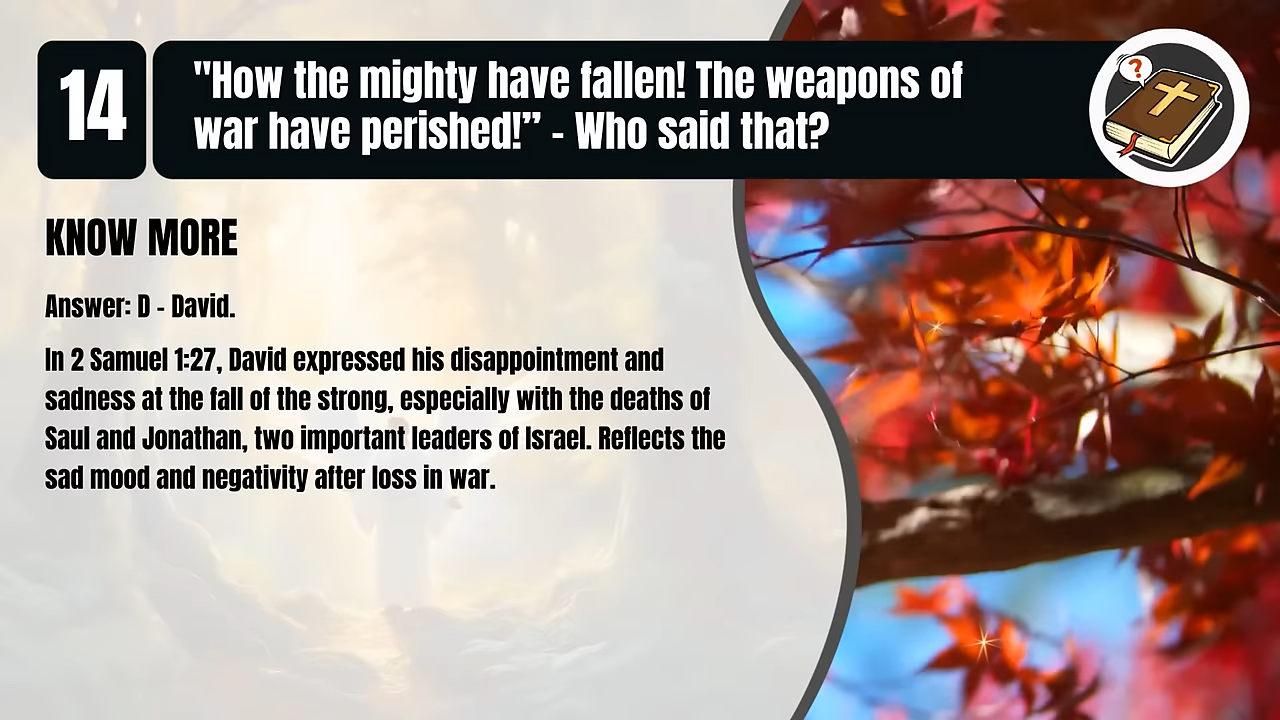 14
"How the mighty have fallen! The weapons of
war have perished!” - Who said that?
?
KNOW MORE
Answer: D - David.
In 2 Samuel 1:27, David expressed his disappointment and
sadness at the fall of the strong, especially with the deaths of
Saul and Jonathan, two important leaders of Israel. Reflects the
sad mood and negativity after loss in war.